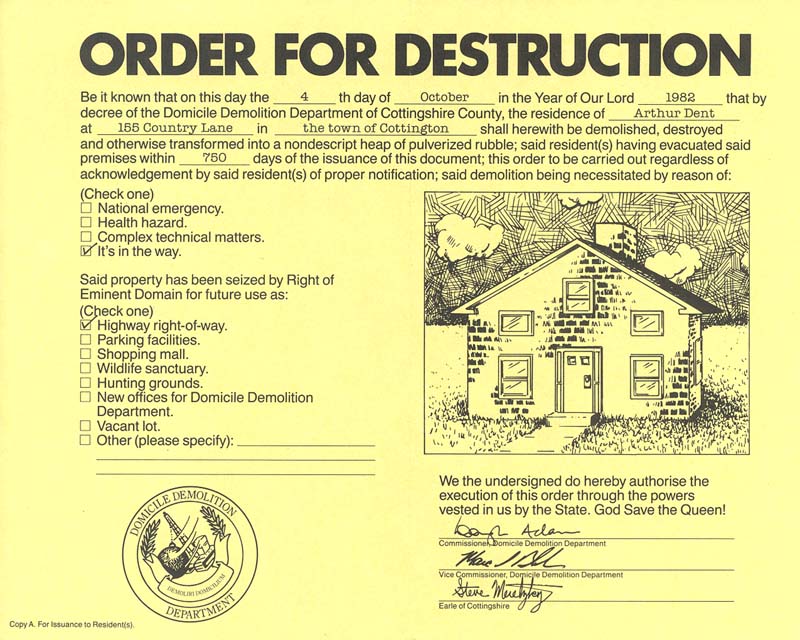 ORDER FOR DESTRUCTION
Be it known that on this day the 4 th day of October in the Year of Our Lord 1982 that by
decree of the Domicile Demolition Department of Cottingshire County, the residence of Arthur Dent
at 155 Country Lane in the town of Cottington shall herewith be demolished, destroyed
and otherwise transformed into a nondescript heap of pulverized rubble; said resident(s) having evacuated said
premises within 750 days of the issuance of this document; this order to be carried out regardless of
acknowledgement by said resident(s) of proper notification; said demolition being necessitated by reason of:
(Check one)
National emergency.
Health hazard.
Complex technical matters.
It's in the way.
Said property has been seized by Right of
Eminent Domain for future use as:
(Check one)
Highway right-of-way.
Parking facilities.
Shopping mall.
Wildlife sanctuary.
Hunting grounds.
New offices for Domicile Demolition
Department.
Vacant lot.
Other (please specify):
DOMICILE DEMOLITION
DEMOLIRI DOMICILIUM
DEPARTMENT
Copy A. For Issuance to Resident(s).
We the undersigned do hereby authorise the
execution of this order through the powers
vested in us by the State. God Save the Queen!
Douglas Adams
Commissioner, Domicile Demolition Department
Vice Commissioner, Domicile Demolition Department
Steve Meretzky
Earle of Cottingshire